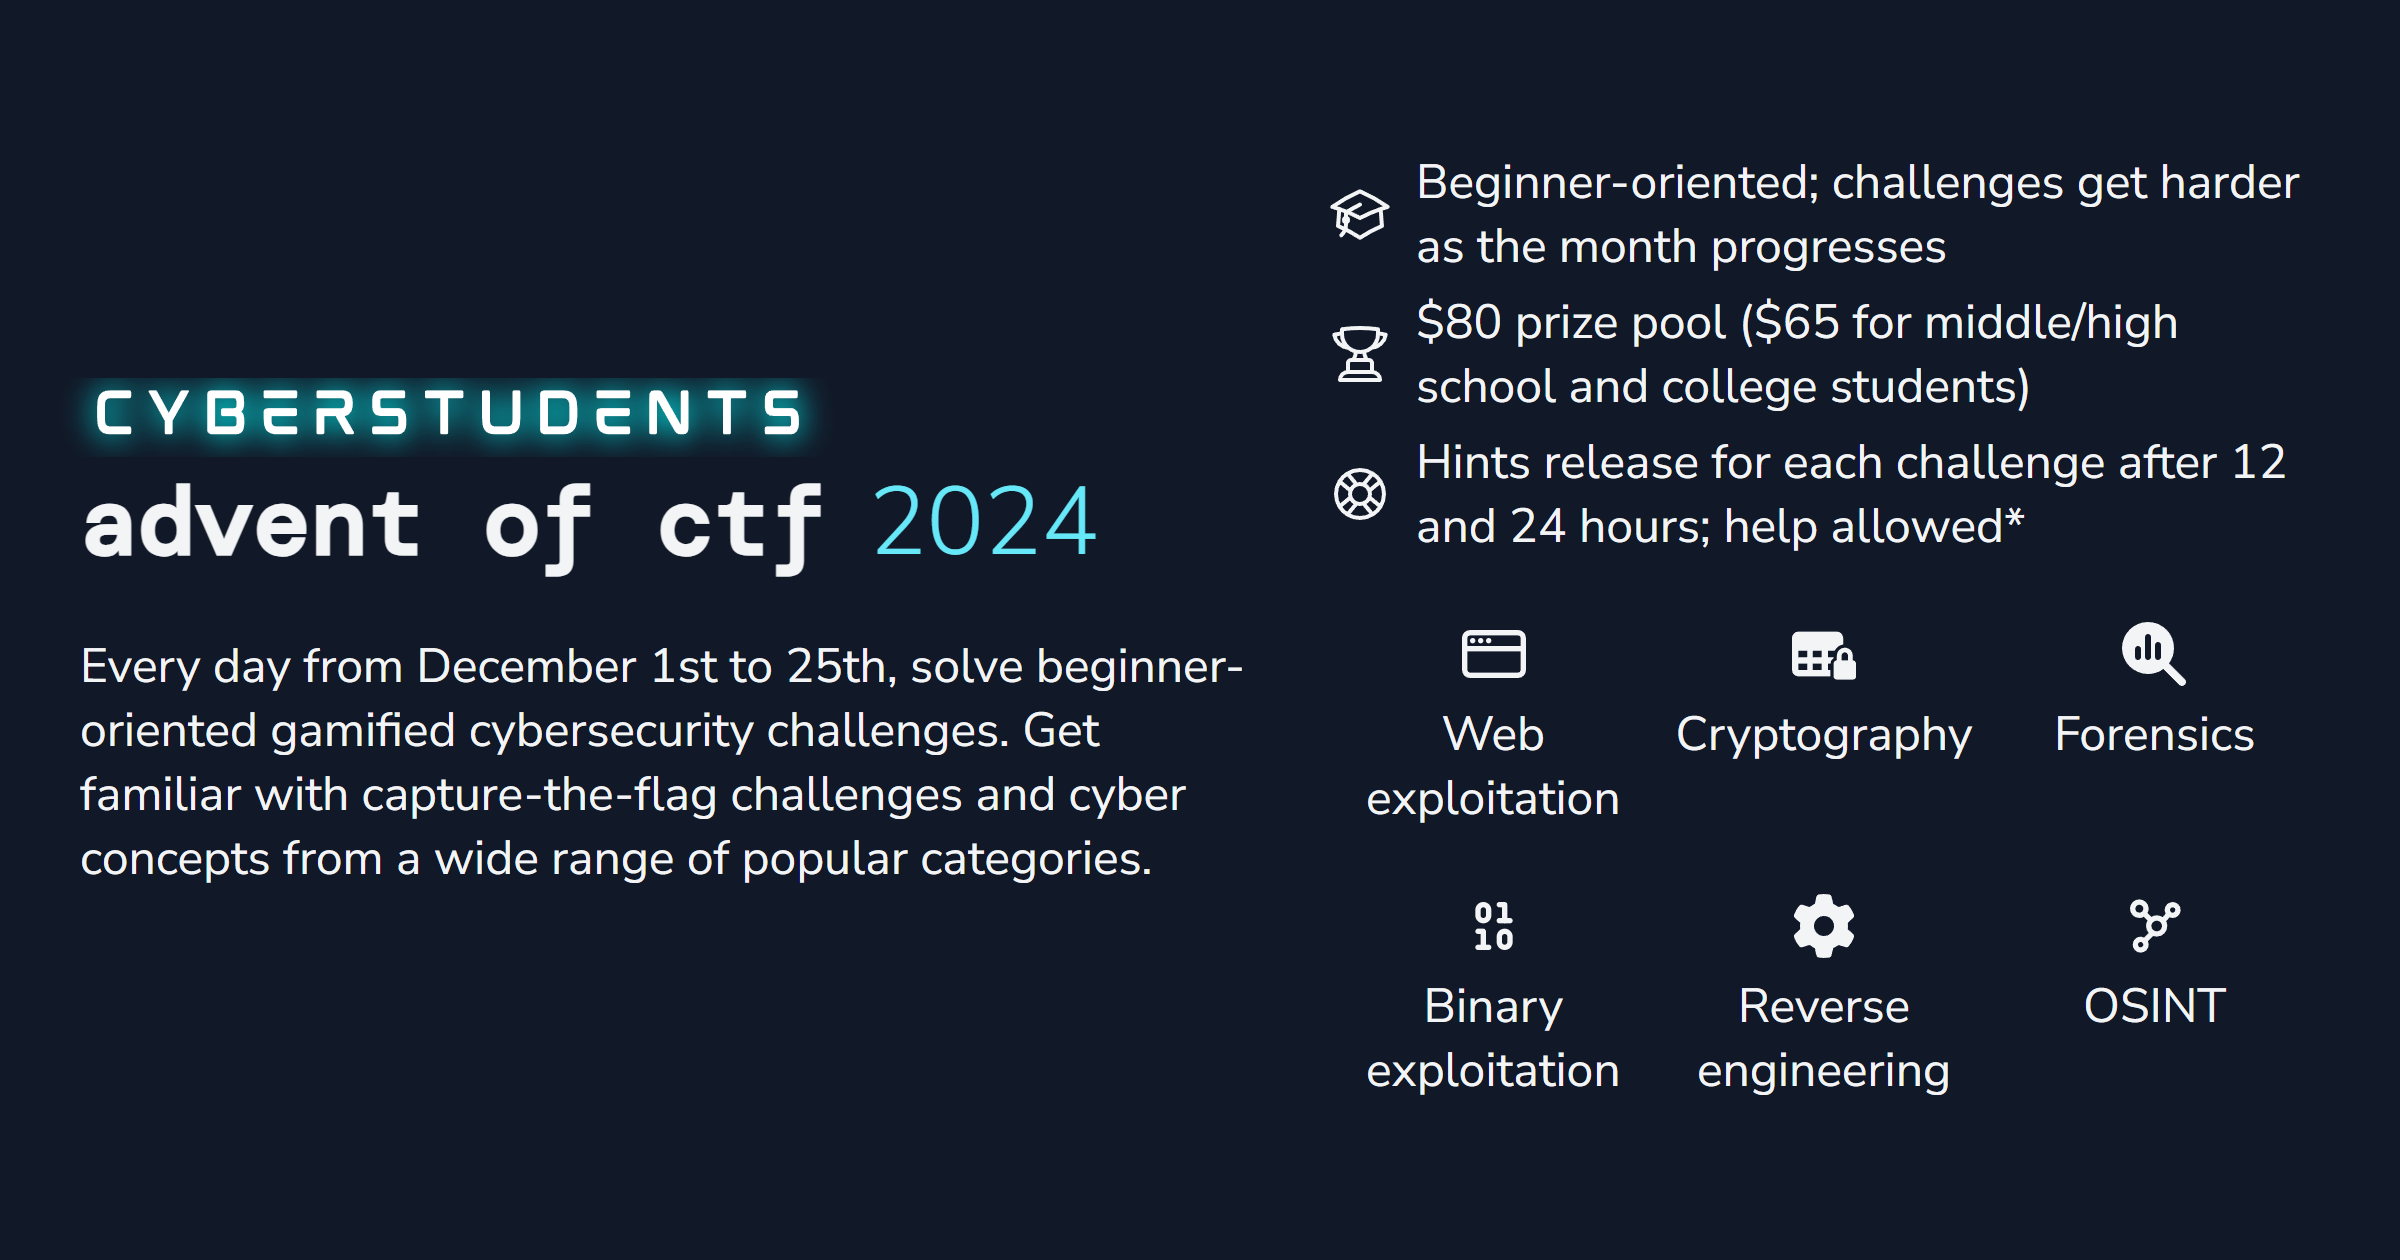 CYBERSTUDENTS
advent of ctf 2024
Every day from December 1st to 25th, solve beginner-
oriented gamified cybersecurity challenges. Get
familiar with capture-the-flag challenges and cyber
concepts from a wide range of popular categories.
Beginner-oriented; challenges get harder
as the month progresses
$80 prize pool ($65 for middle/high
school and college students)
Hints release for each challenge after 12
and 24 hours; help allowed*
Web
exploitation
Cryptography
Forensics
01
10
Binary
exploitation
Reverse
engineering
OSINT